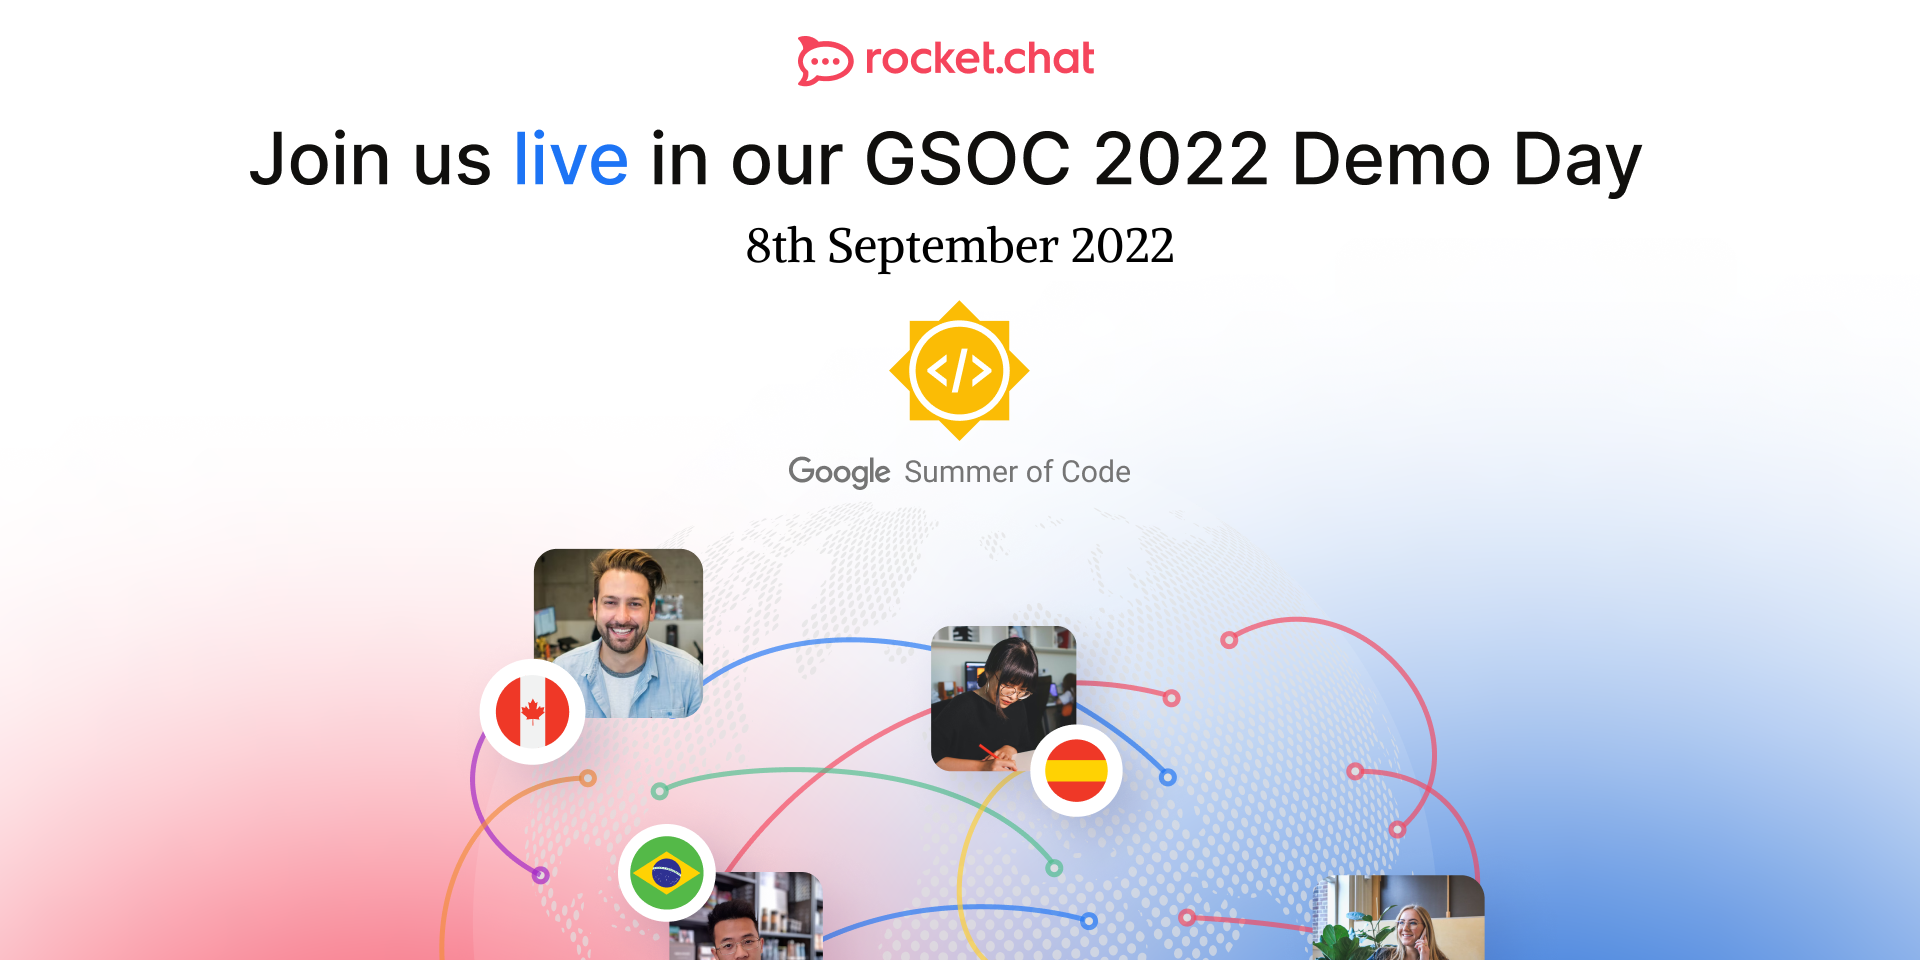 rocket.chat
Join us live in our GSOC 2022 Demo Day
8th September 2022
</>
Google Summer of Code